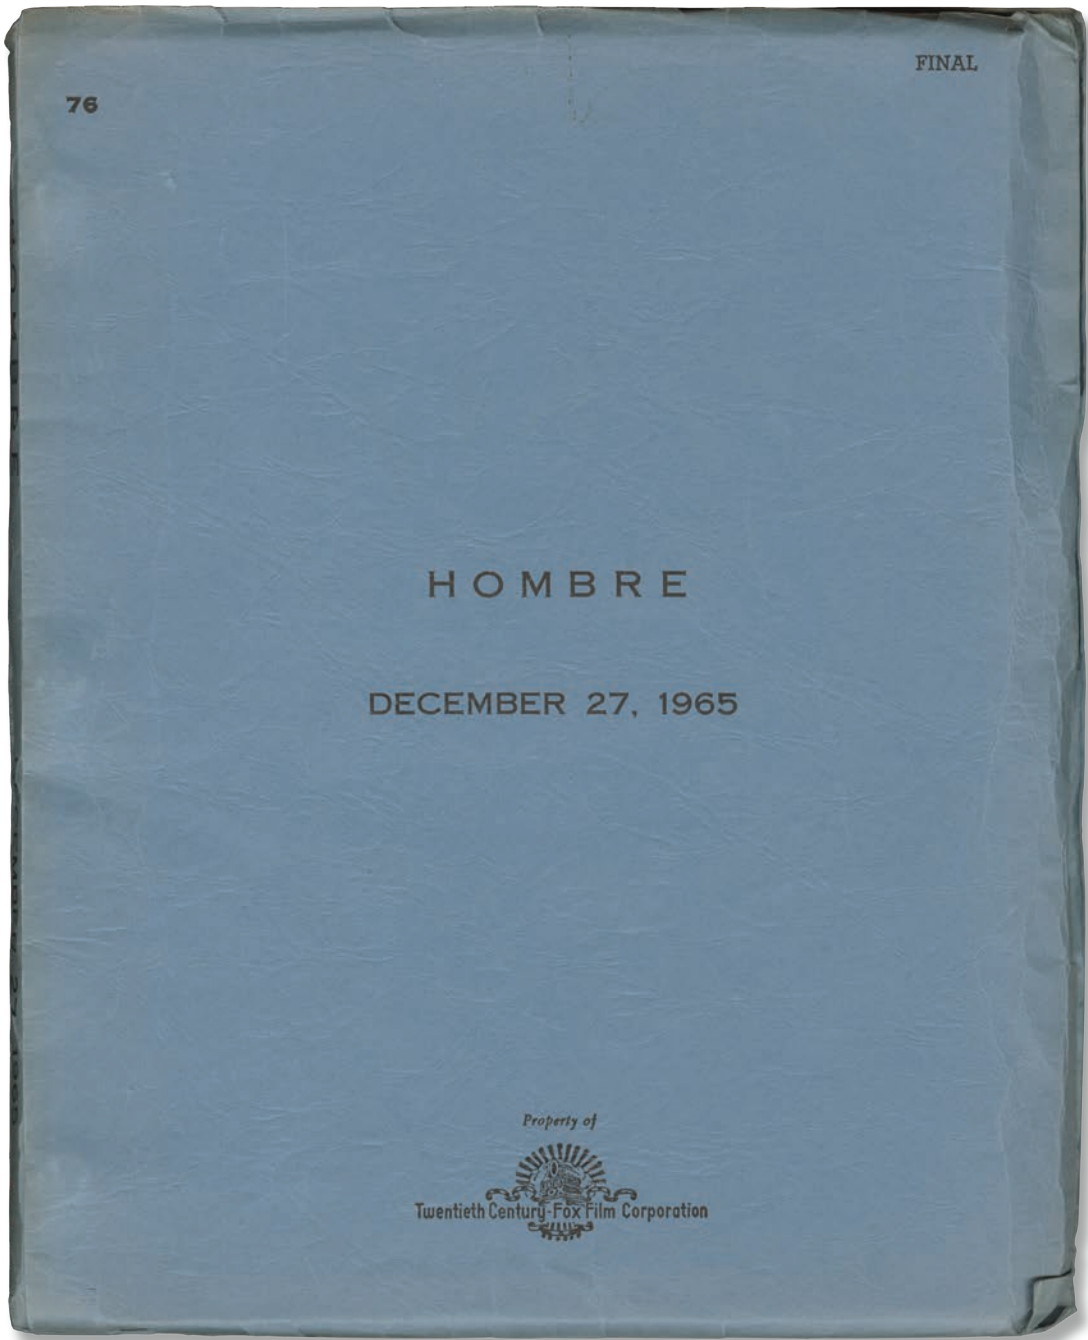 FINAL
76
HOMBRE
DECEMBER 27, 1965
Property of
Twentieth Century-Fox Film Corporation